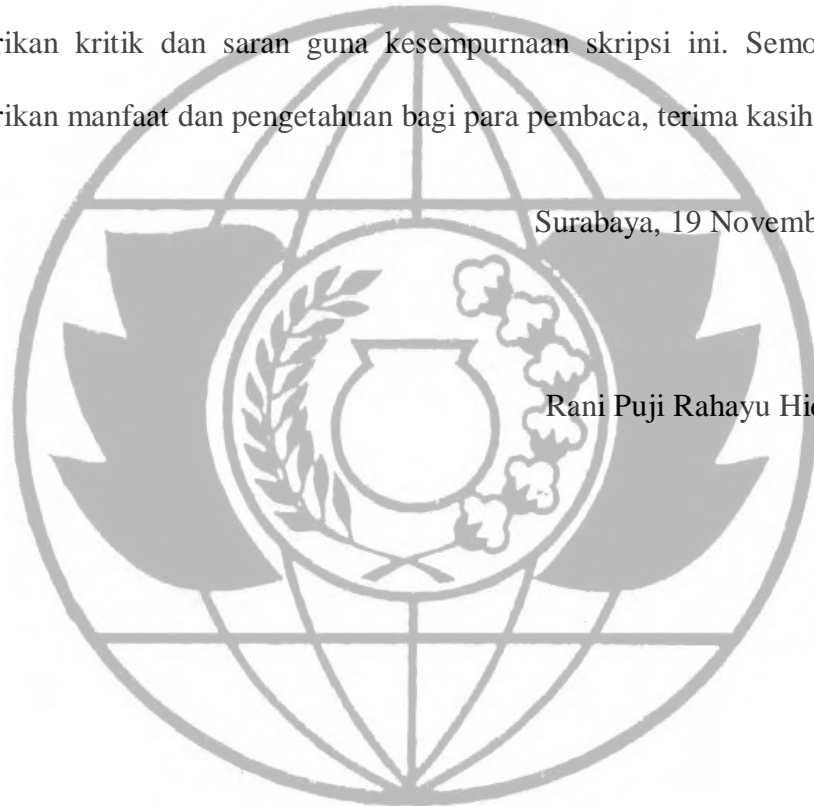 rikan kritik dan saran guna kesempurnaan skripsi ini. Semo
rikan manfaat dan pengetahuan bagi para pembaca, terima kasih
Surabaya, 19 Novemb
Rani Puji Rahayu Hi